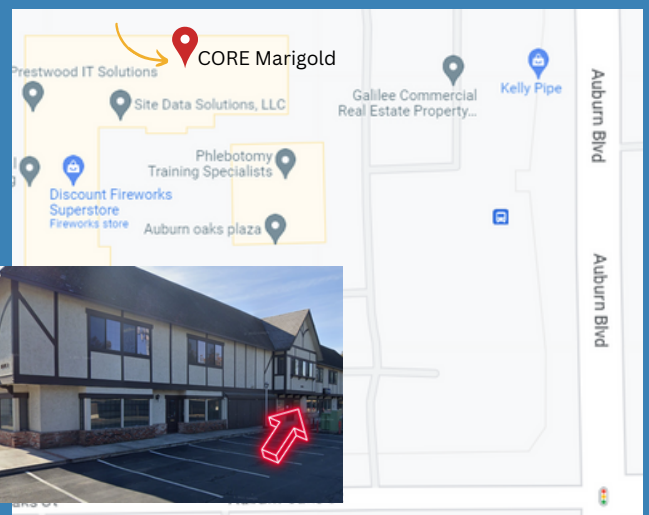 CORE Marigold
Prestwood IT Solutions
Site Data Solutions, LLC
Galilee Commercial
Real Estate Property...
Kelly Pipe
Auburn Blvd
Phlebotomy
Training Specialists
Discount Fireworks
Superstore
Fireworks store
Auburn oaks plaza
Auburn Blvd